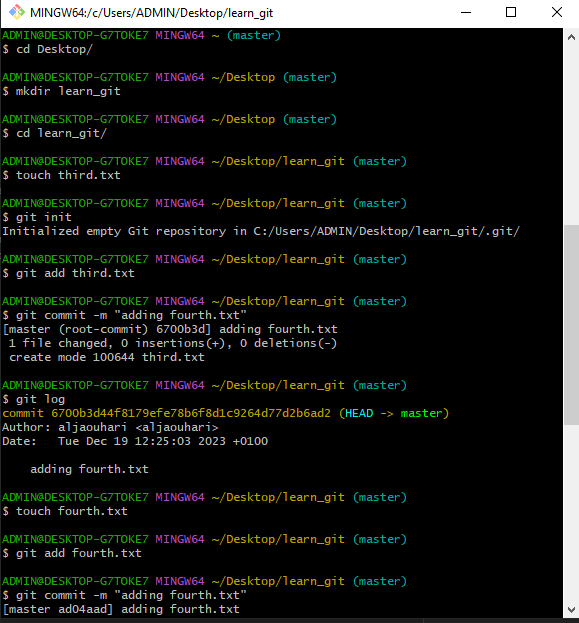 MINGW64:/c/Users/ADMIN/Desktop/learn_git
ADMIN@DESKTOP-G7TOKE7 MINGW64 ~ (master)
$ cd Desktop/
ADMIN@DESKTOP-G7TOKE7 MINGW64 ~/Desktop (master)
$ mkdir learn_git
ADMIN@DESKTOP-G7TOKE7 MINGW64 ~/Desktop (master)
$ cd learn_git/
ADMIN@DESKTOP-G7TOKE7 MINGW64 ~/Desktop/learn_git (master)
$ touch third.txt
ADMIN@DESKTOP-G7TOKE7 MINGW64 ~/Desktop/learn_git (master)
$ git init
Initialized empty Git repository in C:/Users/ADMIN/Desktop/learn_git/.git/
ADMIN@DESKTOP-G7TOKE7 MINGW64 ~/Desktop/learn_git (master)
$ git add third.txt
ADMIN@DESKTOP-G7TOKE7 MINGW64 ~/Desktop/learn_git (master)
$ git commit -m "adding fourth.txt"
[master (root-commit) 6700b3d] adding fourth.txt
 1 file changed, 0 insertions(+), 0 deletions(-)
 create mode 100644 third.txt
ADMIN@DESKTOP-G7TOKE7 MINGW64 ~/Desktop/learn_git (master)
$ git log
commit 6700b3d44f8179efe78b6f8d1c9264d77d2b6ad2 (HEAD -> master)
Author: aljaouhari <aljaouhari>
Date:   Tue Dec 19 12:25:03 2023 +0100
    adding fourth.txt
ADMIN@DESKTOP-G7TOKE7 MINGW64 ~/Desktop/learn_git (master)
$ touch fourth.txt
ADMIN@DESKTOP-G7TOKE7 MINGW64 ~/Desktop/learn_git (master)
$ git add fourth.txt
ADMIN@DESKTOP-G7TOKE7 MINGW64 ~/Desktop/learn_git (master)
$ git commit -m "adding fourth.txt"
[master ad04aad] adding fourth.txt